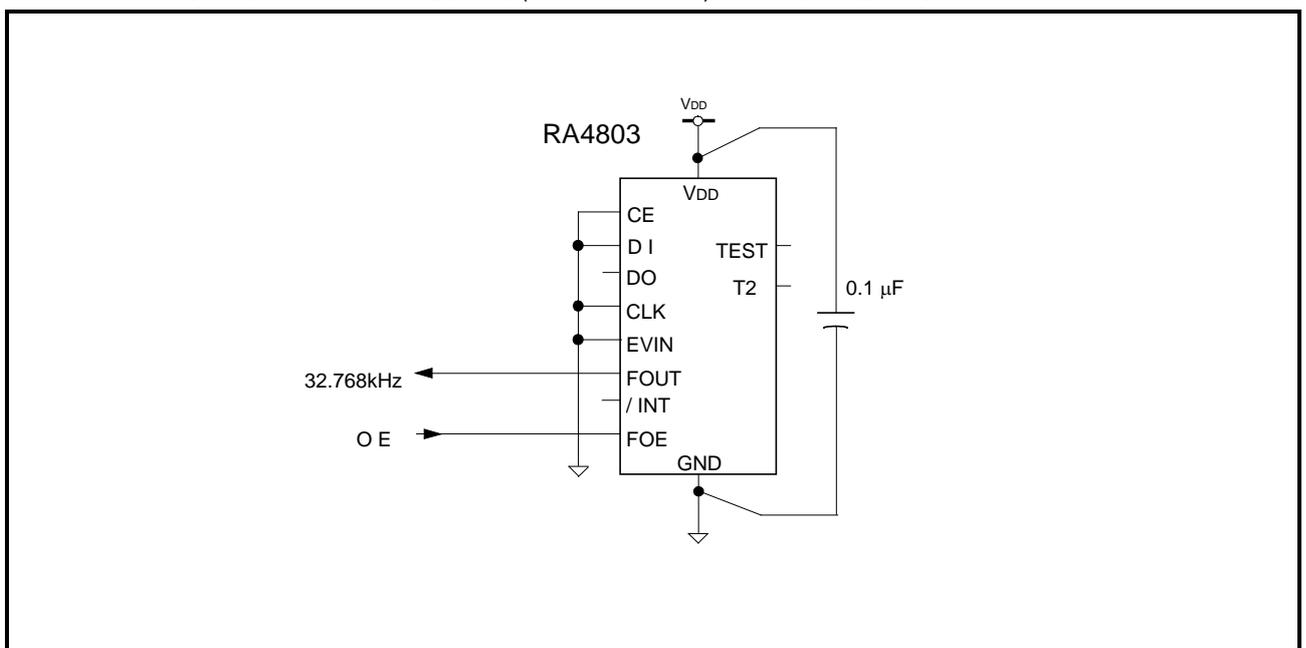 VDD
RA4803
VDD
CE
D I
TEST
DO
T2
0.1 μF
CLK
EVIN
FOUT
32.768kHz
/ INT
O E
FOE
GND